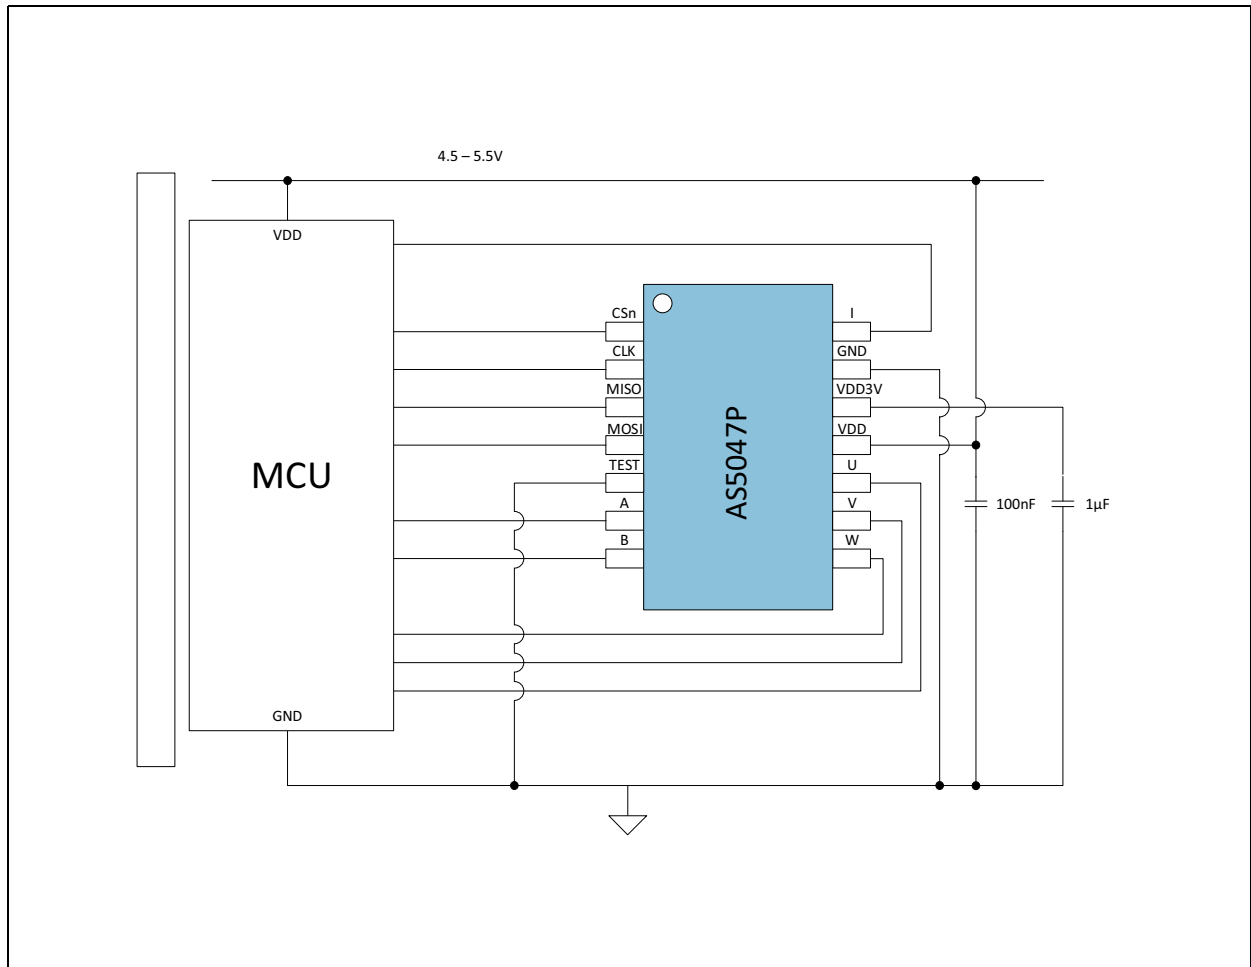 4.5 – 5.5V
VDD
CSn
I
CLK
GND
MISO
VDD3V
MOSI
VDD
TEST
U
A
V
B
W
MCU
AS5047P
100nF
1µF
GND